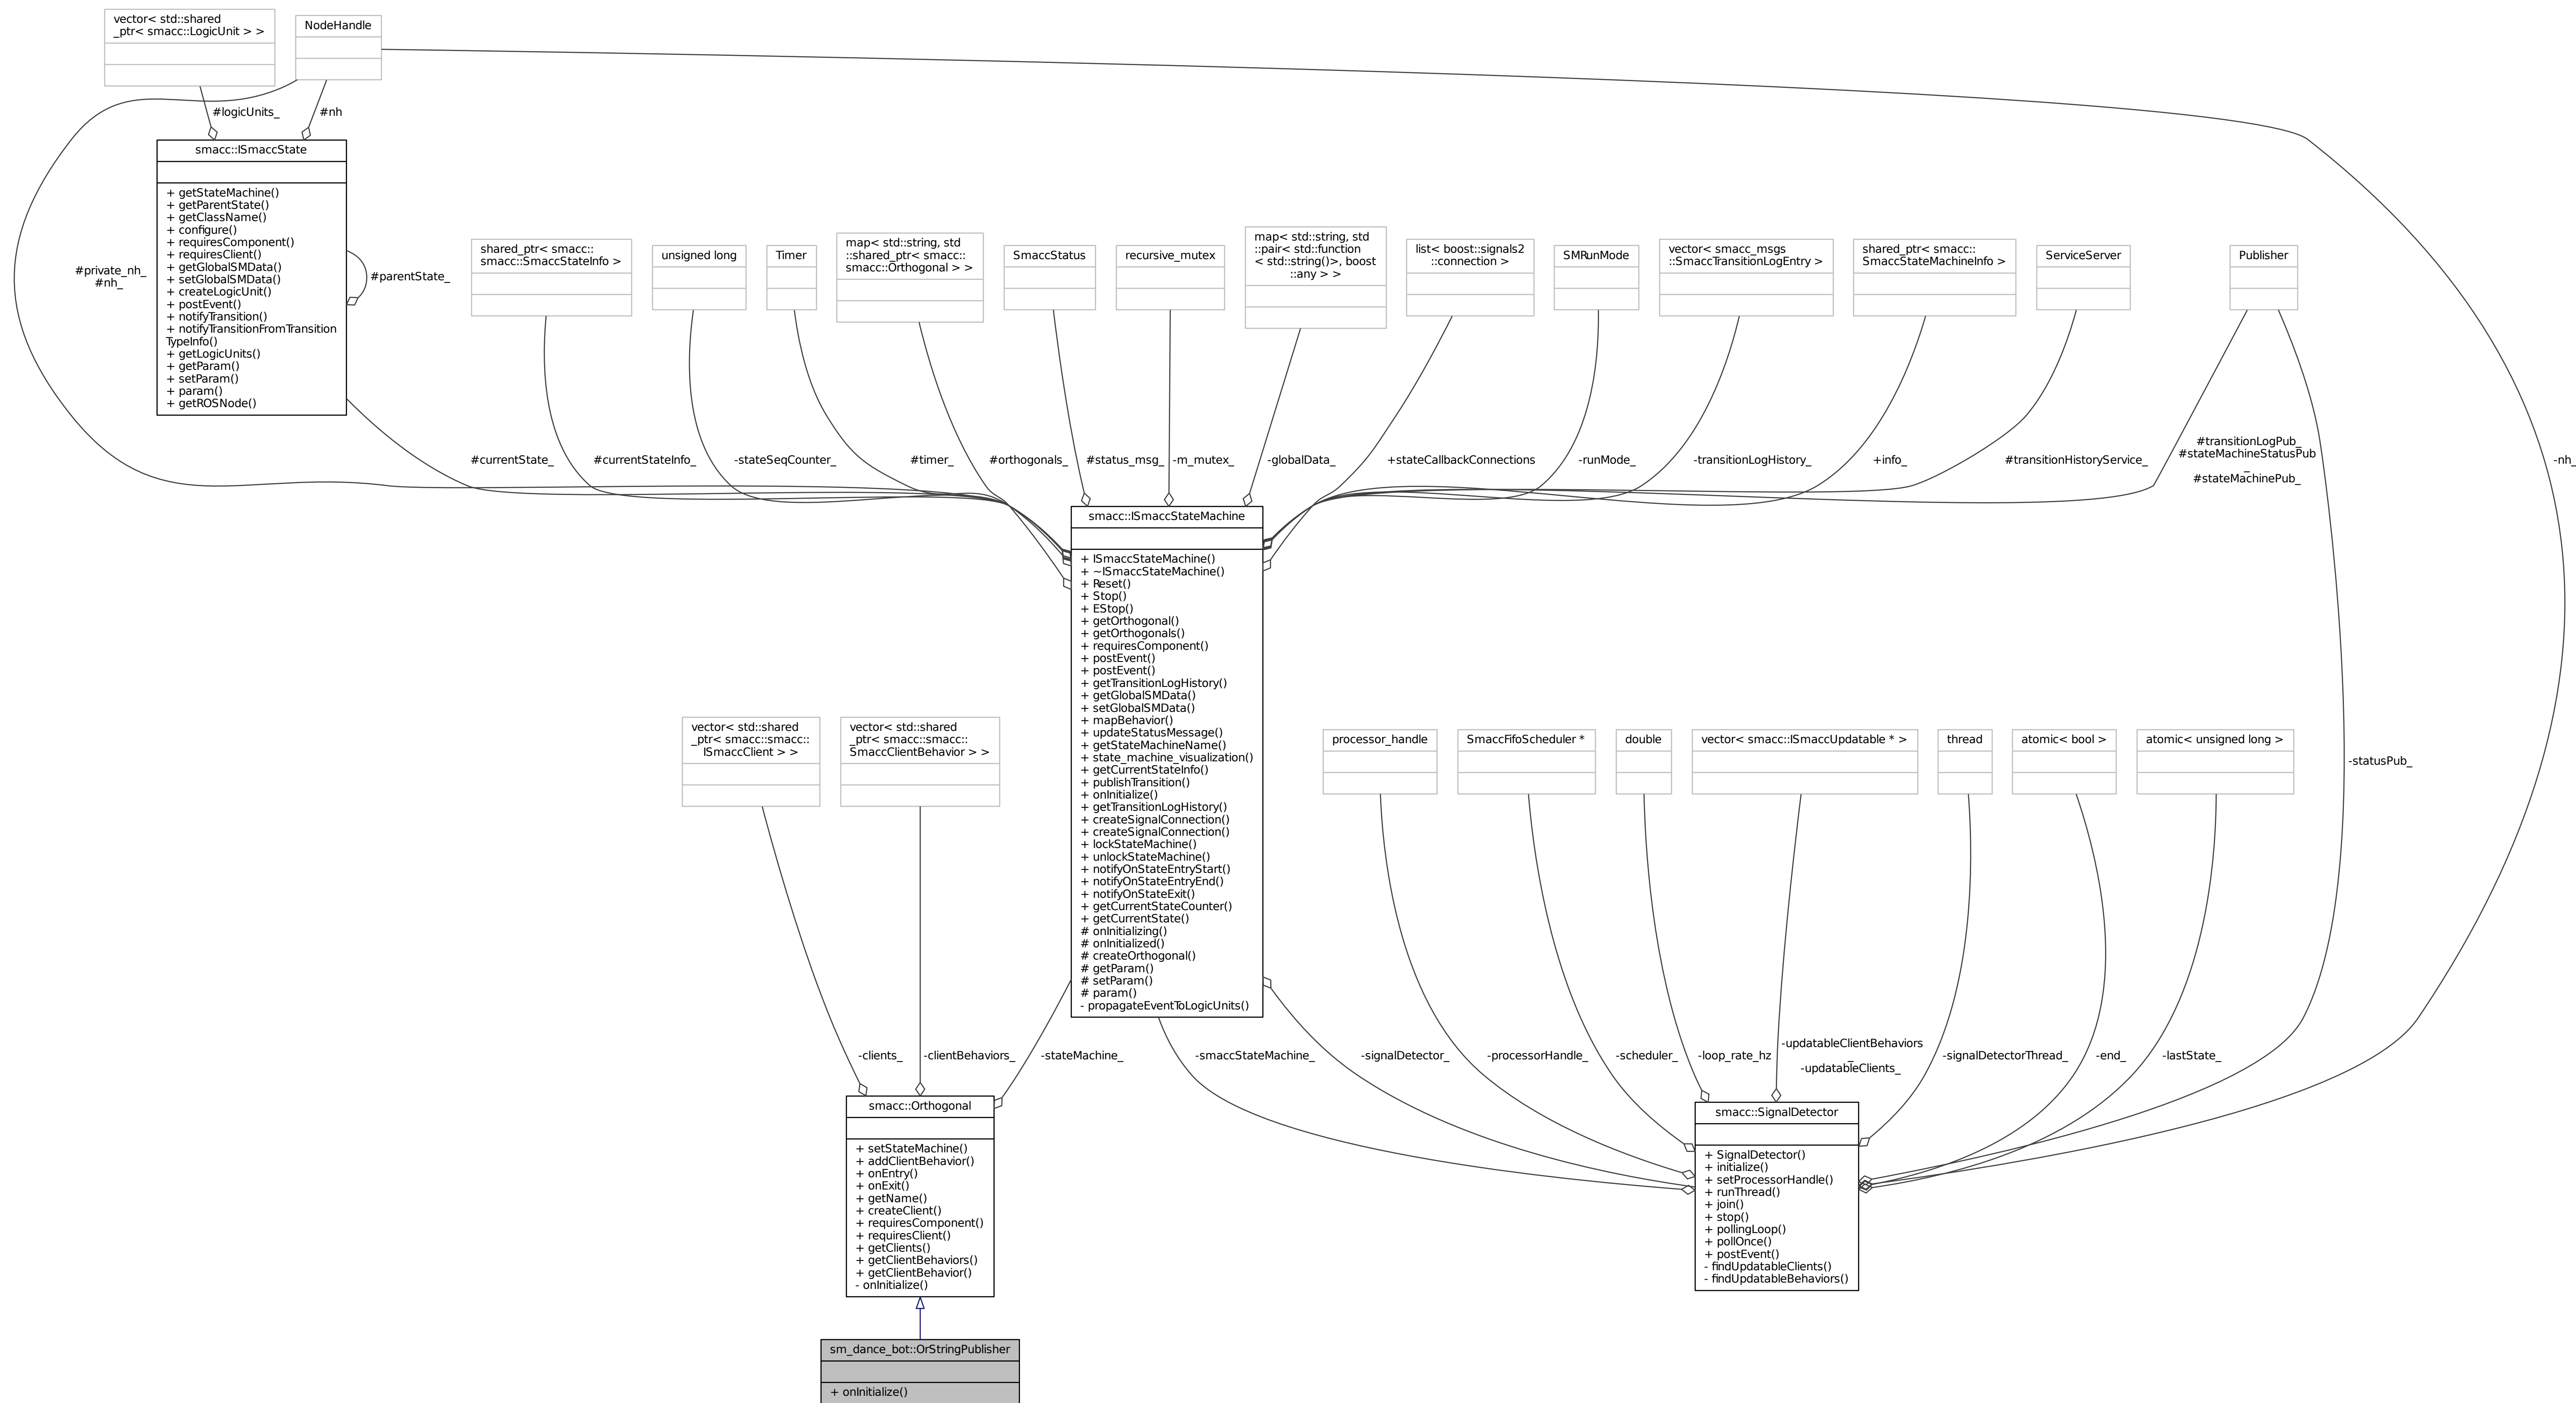 vector< std::shared
_ptr< smacc::LogicUnit > >
NodeHandle
#logicUnits_
#nh
smacc::ISmaccState
+ getStateMachine()
+ getParentState()
+ getClassName()
+ configure()
+ requiresComponent()
+ requiresClient()
+ getGlobalSMData()
+ setGlobalSMData()
+ createLogicUnit()
+ postEvent()
+ notifyTransition()
+ notifyTransitionFromTransition
TypeInfo()
+ getLogicUnits()
+ getParam()
+ setParam()
+ param()
+ getROSNode()
#private_nh_
#nh_
#parentState_
shared_ptr< smacc::
smacc::SmaccStateInfo >
unsigned long
Timer
map< std::string, std
::shared_ptr< smacc::
smacc::Orthogonal > >
SmaccStatus
recursive_mutex
map< std::string, std
::pair< std::function
< std::string()>, boost
::any > >
list< boost::signals2
::connection >
SMRunMode
vector< smacc_msgs
::SmaccTransitionLogEntry >
shared_ptr< smacc::
SmaccStateMachineInfo >
ServiceServer
Publisher
#currentState_
#currentStateInfo_
-stateSeqCounter_
#timer_
#orthogonals_
#status_msg_
-m_mutex_
-globalData_
+stateCallbackConnections
-runMode_
-transitionLogHistory_
+info_
#transitionHistoryService_
#transitionLogPub_
#stateMachineStatusPub
_
#stateMachinePub_
-nh_
smacc::ISmaccStateMachine
+ ISmaccStateMachine()
+ ~ISmaccStateMachine()
+ Reset()
+ Stop()
+ EStop()
+ getOrthogonal()
+ getOrthogonals()
+ requiresComponent()
+ postEvent()
+ postEvent()
+ getTransitionLogHistory()
+ getGlobalSMData()
+ setGlobalSMData()
+ mapBehavior()
+ updateStatusMessage()
+ getStateMachineName()
+ state_machine_visualization()
+ getCurrentStateInfo()
+ publishTransition()
+ onInitialize()
+ getTransitionLogHistory()
+ createSignalConnection()
+ createSignalConnection()
+ lockStateMachine()
+ unlockStateMachine()
+ notifyOnStateEntryStart()
+ notifyOnStateEntryEnd()
+ notifyOnStateExit()
+ getCurrentStateCounter()
+ getCurrentState()
# onInitializing()
# onInitialized()
# createOrthogonal()
# getParam()
# setParam()
# param()
- propagateEventToLogicUnits()
vector< std::shared
_ptr< smacc::smacc::
ISmaccClient > >
vector< std::shared
_ptr< smacc::smacc::
SmaccClientBehavior > >
processor_handle
SmaccFifoScheduler *
double
vector< smacc::ISmaccUpdatable * >
thread
atomic< bool >
atomic< unsigned long >
-statusPub_
-clients_
-clientBehaviors_
-stateMachine_
-smaccStateMachine_
-signalDetector_
-processorHandle_
-scheduler_
-loop_rate_hz
-updatableClientBehaviors
_
-updatableClients_
-signalDetectorThread_
-end_
-lastState_
smacc::Orthogonal
+ setStateMachine()
+ addClientBehavior()
+ onEntry()
+ onExit()
+ getName()
+ createClient()
+ requiresComponent()
+ requiresClient()
+ getClients()
+ getClientBehaviors()
+ getClientBehavior()
- onInitialize()
smacc::SignalDetector
+ SignalDetector()
+ initialize()
+ setProcessorHandle()
+ runThread()
+ join()
+ stop()
+ pollingLoop()
+ pollOnce()
+ postEvent()
- findUpdatableClients()
- findUpdatableBehaviors()
sm_dance_bot::OrStringPublisher
+ onInitialize()